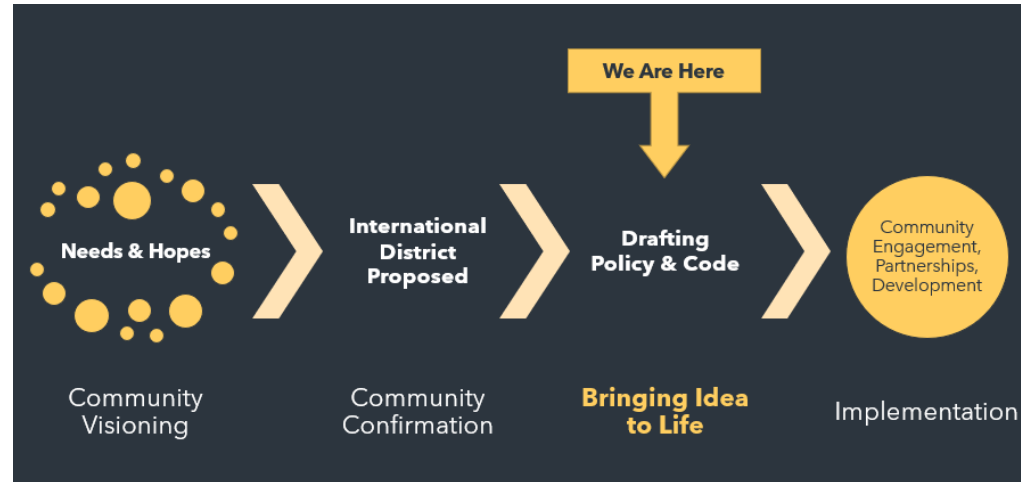 We Are Here
Needs & Hopes
International
District
Proposed
Drafting
Policy & Code
Community
Engagement,
Partnerships,
Development
Community
Visioning
Community
Confirmation
Bringing Idea
to Life
Implementation